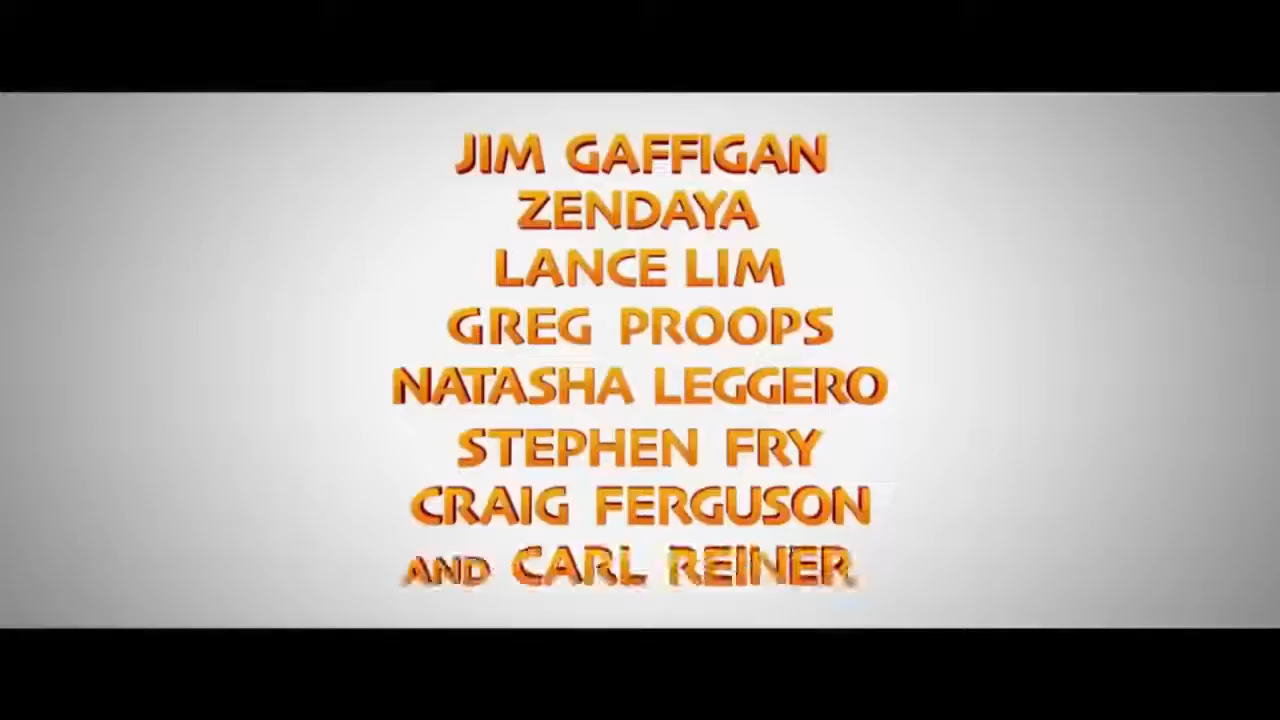 JIM GAFFIGAN
ZENDAYA
LANCE LIM
GREG PROOPS
NATASHA LEGGERO
STEPHEN FRY
CRAIG FERGUSON
AND CARL REINER